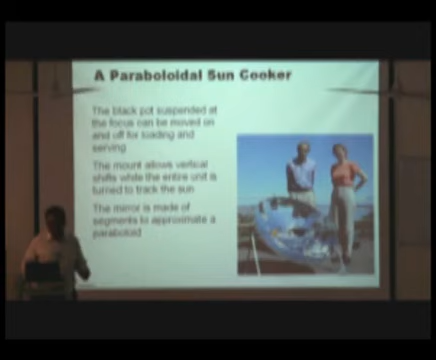 A Paraboloidal Sun Cooker
The black pot suspended at
the focus can be moved on
and off for loading and
serving
The mount allows vertical
shifts while the entire unit is
turned to track the sun
The mirror is made of
segments to approximate a
paraboloid